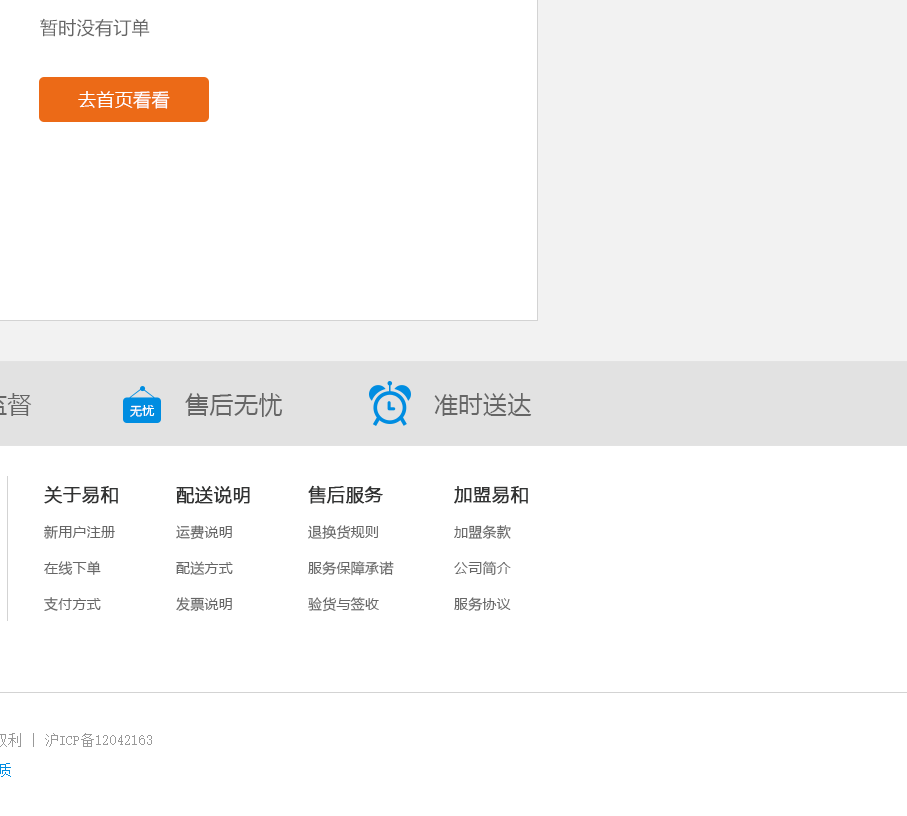 暂时没有订单
去首页看看
督 无忧 售后无忧 准时送达
关于易和 配送说明 售后服务 加盟易和
新用户注册 运费说明 退换货规则 加盟条款
在线下单 配送方式 服务保障承诺 公司简介
支付方式 发票说明 验货与签收 服务协议
利 | 沪ICP备12042163
质